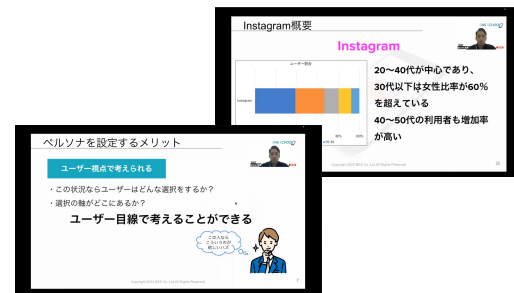 Instagram概要
Instagram
ユーザー割合
Instagram
20〜40代が中心であり、
30代以下は女性比率が60%
を超えている
40〜50代の利用者も増加率
が高い
80%
100%
ペルソナを設定するメリット
ユーザー視点で考えられる
・この状況ならユーザーはどんな選択をするか？
・選択の軸がどこにあるか？
ユーザー目線で考えることができる
この人なら
こういうのが
欲しいハズ
7